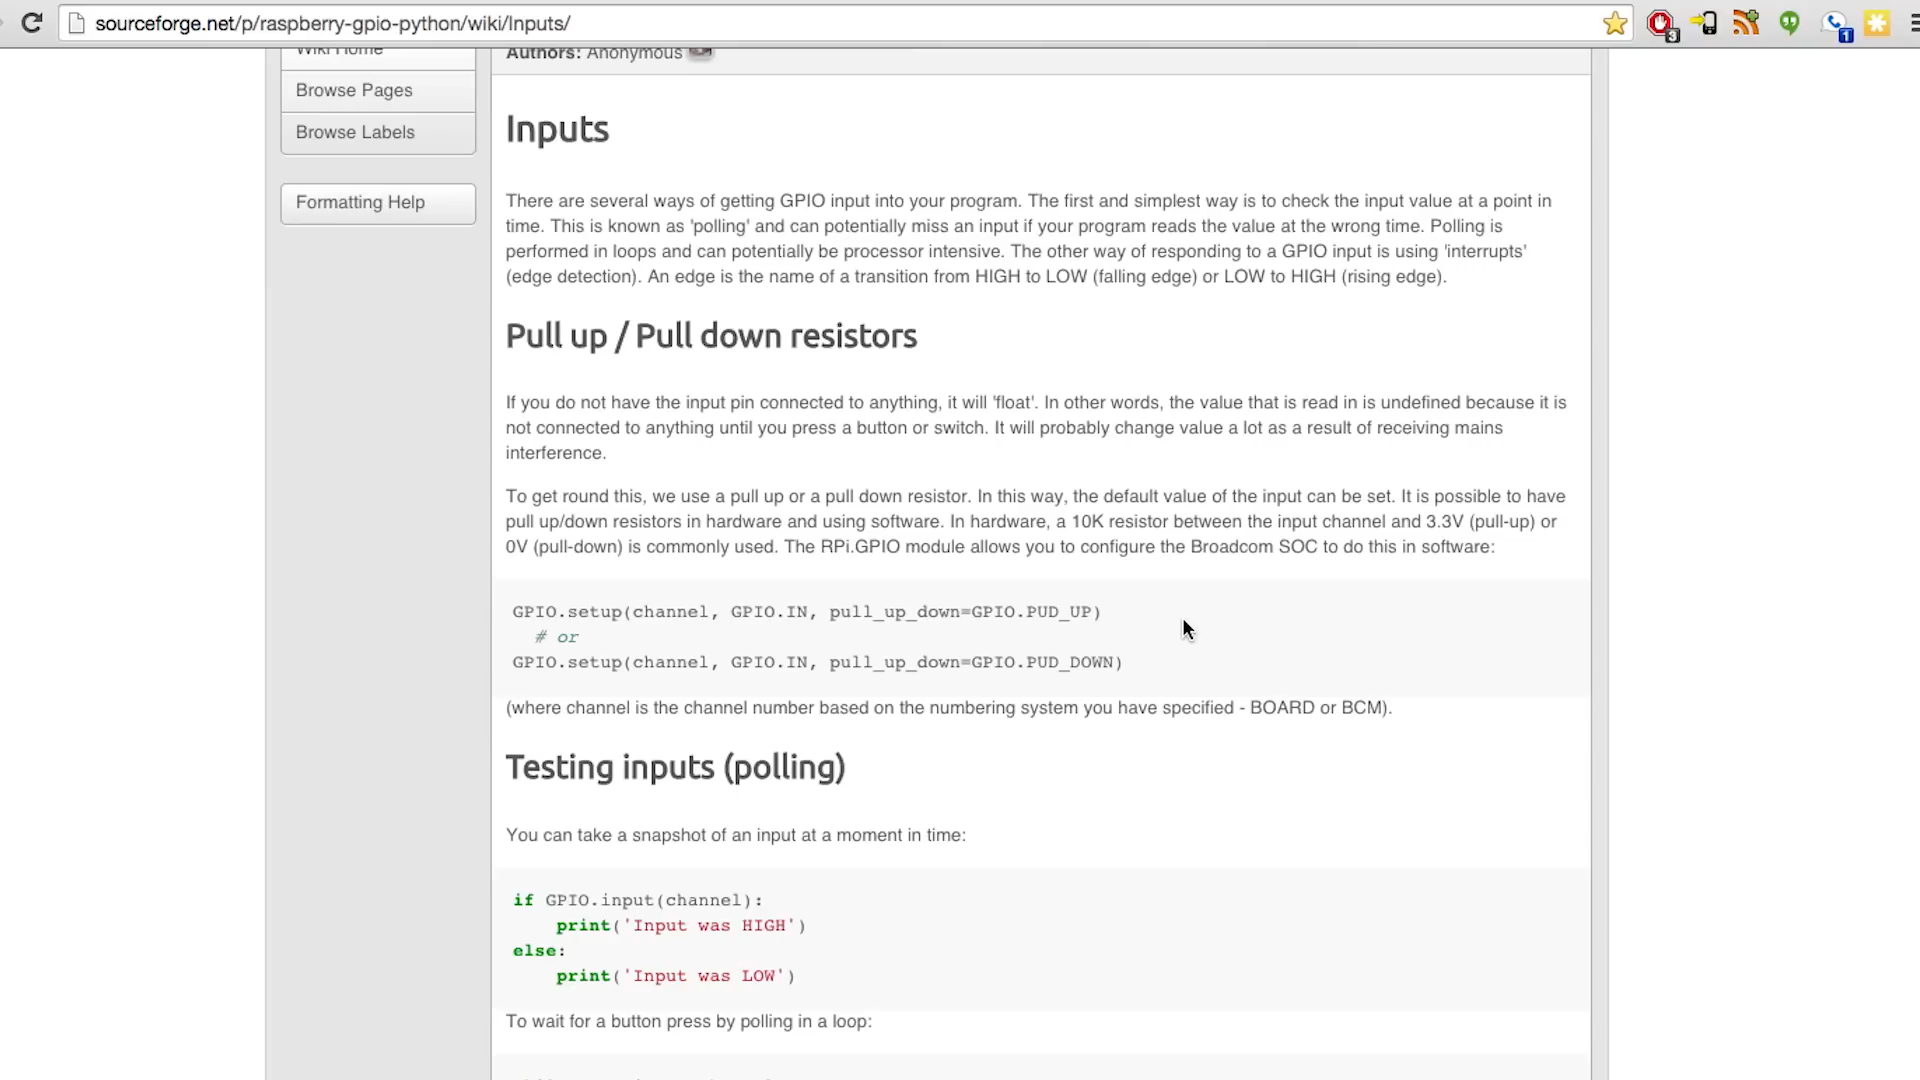 sourceforge.net/p/raspberry-gpio-python/wiki/Inputs/
3
1
Wiki Home
Authors: Anonymous
Browse Pages
Browse Labels
Formatting Help
Inputs
There are several ways of getting GPIO input into your program. The first and simplest way is to check the input value at a point in
time. This is known as 'polling' and can potentially miss an input if your program reads the value at the wrong time. Polling is
performed in loops and can potentially be processor intensive. The other way of responding to a GPIO input is using 'interrupts'
(edge detection). An edge is the name of a transition from HIGH to LOW (falling edge) or LOW to HIGH (rising edge).
Pull up / Pull down resistors
If you do not have the input pin connected to anything, it will 'float'. In other words, the value that is read in is undefined because it is
not connected to anything until you press a button or switch. It will probably change value a lot as a result of receiving mains
interference.
To get round this, we use a pull up or a pull down resistor. In this way, the default value of the input can be set. It is possible to have
pull up/down resistors in hardware and using software. In hardware, a 10K resistor between the input channel and 3.3V (pull-up) or
0V (pull-down) is commonly used. The RPi.GPIO module allows you to configure the Broadcom SOC to do this in software:
GPIO.setup(channel, GPIO.IN, pull_up_down=GPIO.PUD_UP)
# or
GPIO.setup(channel, GPIO.IN, pull_up_down=GPIO.PUD_DOWN)
(where channel is the channel number based on the numbering system you have specified - BOARD or BCM).
Testing inputs (polling)
You can take a snapshot of an input at a moment in time:
if GPIO.input(channel):
print('Input was HIGH')
else:
print('Input was LOW')
To wait for a button press by polling in a loop: